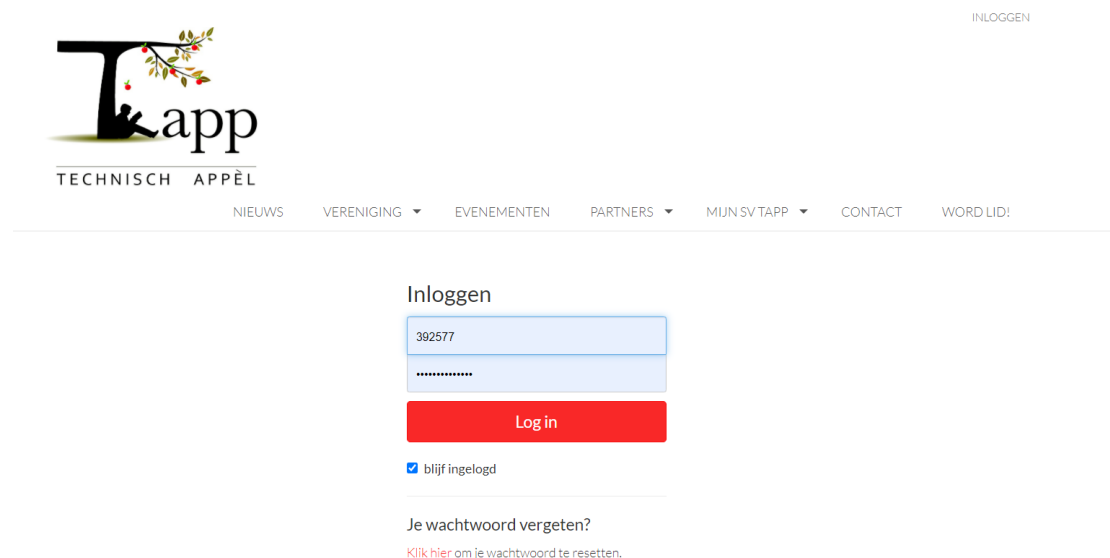 INLOGGEN
Tapp
TECHNISCH APPÈL
NIEUWS VERENIGING EVENEMENTEN PARTNERS MIJN SV TAPP CONTACT WORD LID!
Inloggen
392577
••••••••••••••
Log in
blijf ingelogd
Je wachtwoord vergeten?
Klik hier om je wachtwoord te resetten.